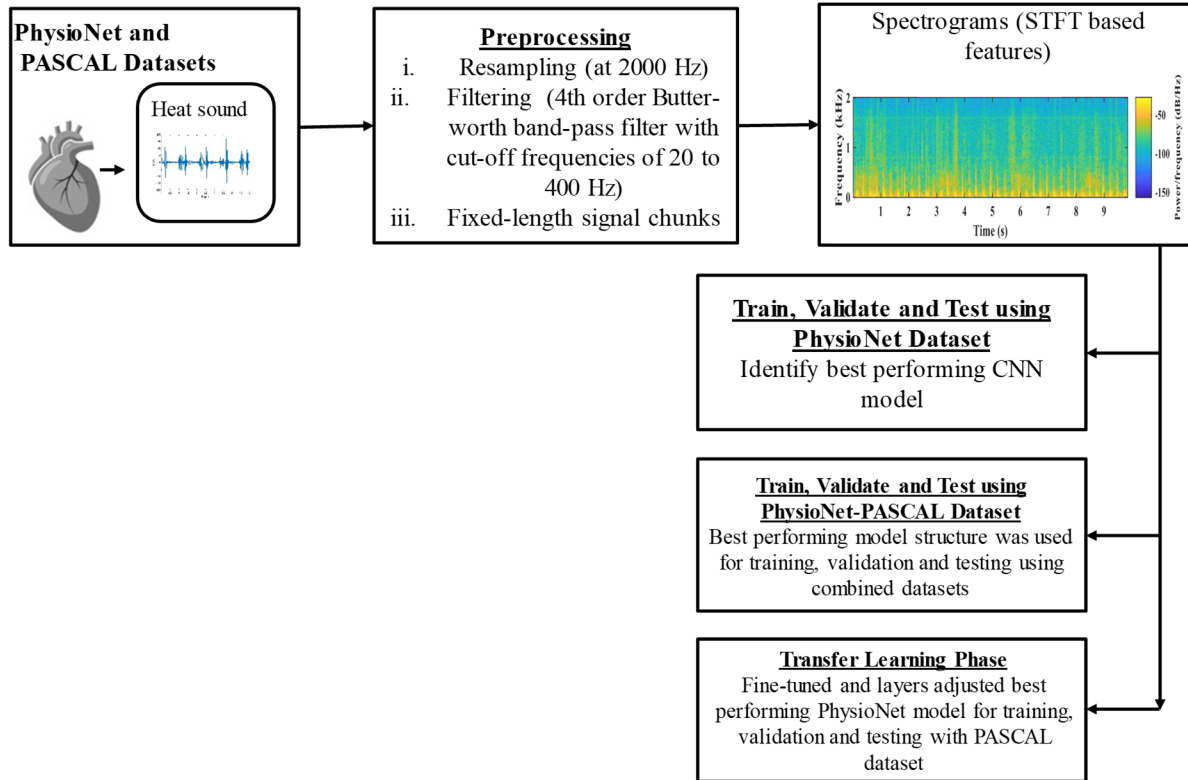 PhysioNet and
PASCAL Datasets
Heat sound
Preprocessing
i. Resampling (at 2000 Hz)
ii. Filtering (4th order Butter-
worth band-pass filter with
cut-off frequencies of 20 to
400 Hz)
iii. Fixed-length signal chunks
Spectrograms (STFT based
features)
Frequency (kHz)
2
1
0
1 2 3 4 5 6 7 8 9
Time (s)
-50
-100
-150
Power/frequency (dB/Hz)
Train, Validate and Test using
PhysioNet Dataset
Identify best performing CNN
model
Train, Validate and Test using
PhysioNet-PASCAL Dataset
Best performing model structure was used
for training, validation and testing using
combined datasets
Transfer Learning Phase
Fine-tuned and layers adjusted best
performing PhysioNet model for training,
validation and testing with PASCAL
dataset